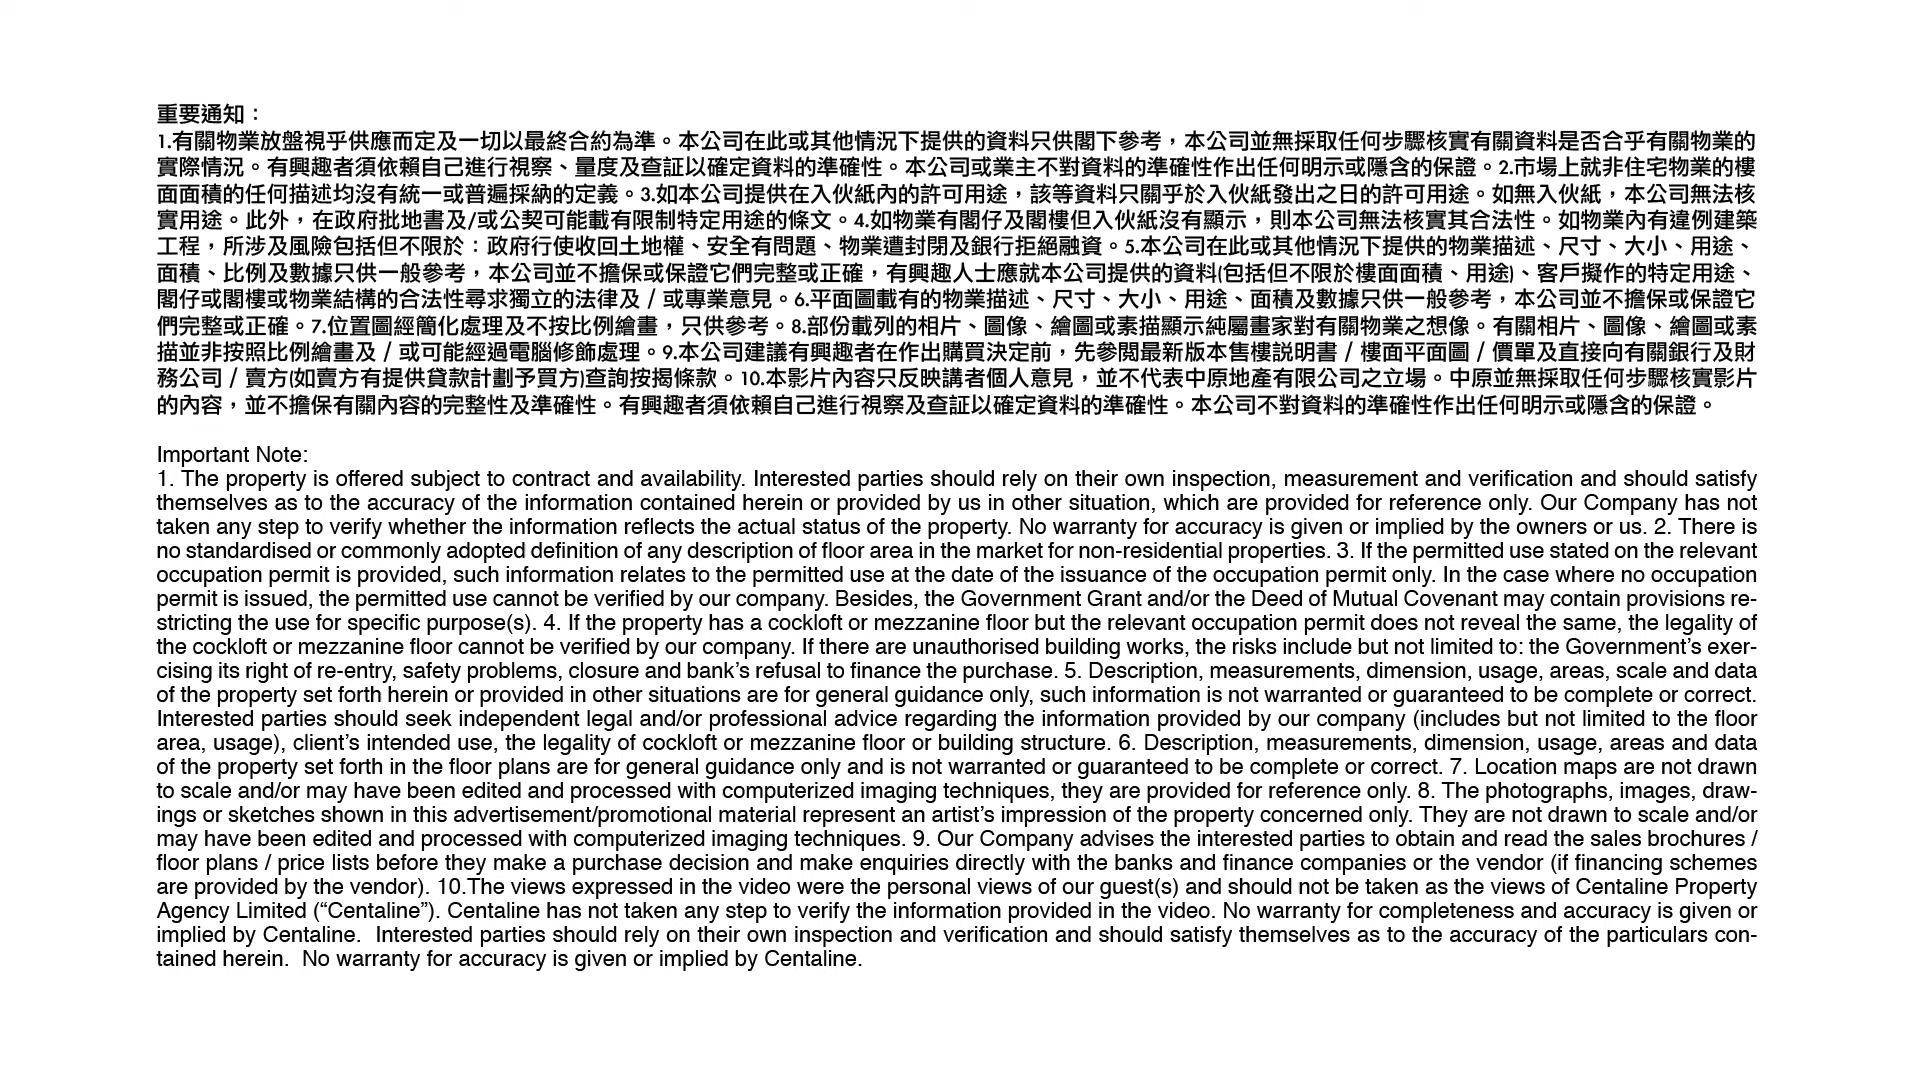 重要通知：
1.有關物業放盤視乎供應而定及一切以最終合約為準。本公司在此或其他情況下提供的資料只供閣下參考，本公司並無採取任何步驟核實有關資料是否合乎有關物業的
實際情況。有興趣者須依賴自己進行視察、量度及查証以確定資料的準確性。本公司或業主不對資料的準確性作出任何明示或隱含的保證。2.市場上就非住宅物業的樓
面面積的任何描述均沒有統一或普遍採納的定義。3.如本公司提供在入伙紙內的許可用途，該等資料只關乎於入伙紙發出之日的許可用途。如無入伙紙，本公司無法核
實用途。此外，在政府批地書及/或公契可能載有限制特定用途的條文。4.如物業有閣仔及閣樓但入伙紙沒有顯示，則本公司無法核實其合法性。如物業內有違例建築
工程，所涉及風險包括但不限於：政府行使收回土地權、安全有問題、物業遭封閉及銀行拒絕融資。5.本公司在此或其他情況下提供的物業描述、尺寸、大小、用途、
面積、比例及數據只供一般參考，本公司並不擔保或保證它們完整或正確，有興趣人士應就本公司提供的資料(包括但不限於樓面面積、用途)、客戶擬作的特定用途、
閣仔或閣樓或物業結構的合法性尋求獨立的法律及 / 或專業意見。6.平面圖載有的物業描述、尺寸、大小、用途、面積及數據只供一般參考，本公司並不擔保或保證它
們完整或正確。7.位置圖經簡化處理及不按比例繪畫，只供參考。8.部份載列的相片、圖像、繪圖或素描顯示純屬畫家對有關物業之想像。有關相片、圖像、繪圖或素
描並非按照比例繪畫及 / 或可能經過電腦修飾處理。9.本公司建議有興趣者在作出購買決定前，先參閱最新版本售樓説明書 / 樓面平面圖 / 價單及直接向有關銀行及財
務公司 / 賣方(如賣方有提供貸款計劃予買方)查詢按揭條款。10.本影片內容只反映講者個人意見，並不代表中原地產有限公司之立場。中原並無採取任何步驟核實影片
的內容，並不擔保有關內容的完整性及準確性。有興趣者須依賴自己進行視察及查証以確定資料的準確性。本公司不對資料的準確性作出任何明示或隱含的保證。
Important Note:
1. The property is offered subject to contract and availability. Interested parties should rely on their own inspection, measurement and verification and should satisfy
themselves as to the accuracy of the information contained herein or provided by us in other situation, which are provided for reference only. Our Company has not
taken any step to verify whether the information reflects the actual status of the property. No warranty for accuracy is given or implied by the owners or us. 2. There is
no standardised or commonly adopted definition of any description of floor area in the market for non-residential properties. 3. If the permitted use stated on the relevant
occupation permit is provided, such information relates to the permitted use at the date of the issuance of the occupation permit only. In the case where no occupation
permit is issued, the permitted use cannot be verified by our company. Besides, the Government Grant and/or the Deed of Mutual Covenant may contain provisions re-
stricting the use for specific purpose(s). 4. If the property has a cockloft or mezzanine floor but the relevant occupation permit does not reveal the same, the legality of
the cockloft or mezzanine floor cannot be verified by our company. If there are unauthorised building works, the risks include but not limited to: the Government’s exer-
cising its right of re-entry, safety problems, closure and bank’s refusal to finance the purchase. 5. Description, measurements, dimension, usage, areas, scale and data
of the property set forth herein or provided in other situations are for general guidance only, such information is not warranted or guaranteed to be complete or correct.
Interested parties should seek independent legal and/or professional advice regarding the information provided by our company (includes but not limited to the floor
area, usage), client’s intended use, the legality of cockloft or mezzanine floor or building structure. 6. Description, measurements, dimension, usage, areas and data
of the property set forth in the floor plans are for general guidance only and is not warranted or guaranteed to be complete or correct. 7. Location maps are not drawn
to scale and/or may have been edited and processed with computerized imaging techniques, they are provided for reference only. 8. The photographs, images, draw-
ings or sketches shown in this advertisement/promotional material represent an artist’s impression of the property concerned only. They are not drawn to scale and/or
may have been edited and processed with computerized imaging techniques. 9. Our Company advises the interested parties to obtain and read the sales brochures /
floor plans / price lists before they make a purchase decision and make enquiries directly with the banks and finance companies or the vendor (if financing schemes
are provided by the vendor). 10.The views expressed in the video were the personal views of our guest(s) and should not be taken as the views of Centaline Property
Agency Limited (“Centaline”). Centaline has not taken any step to verify the information provided in the video. No warranty for completeness and accuracy is given or
implied by Centaline.  Interested parties should rely on their own inspection and verification and should satisfy themselves as to the accuracy of the particulars con-
tained herein.  No warranty for accuracy is given or implied by Centaline.